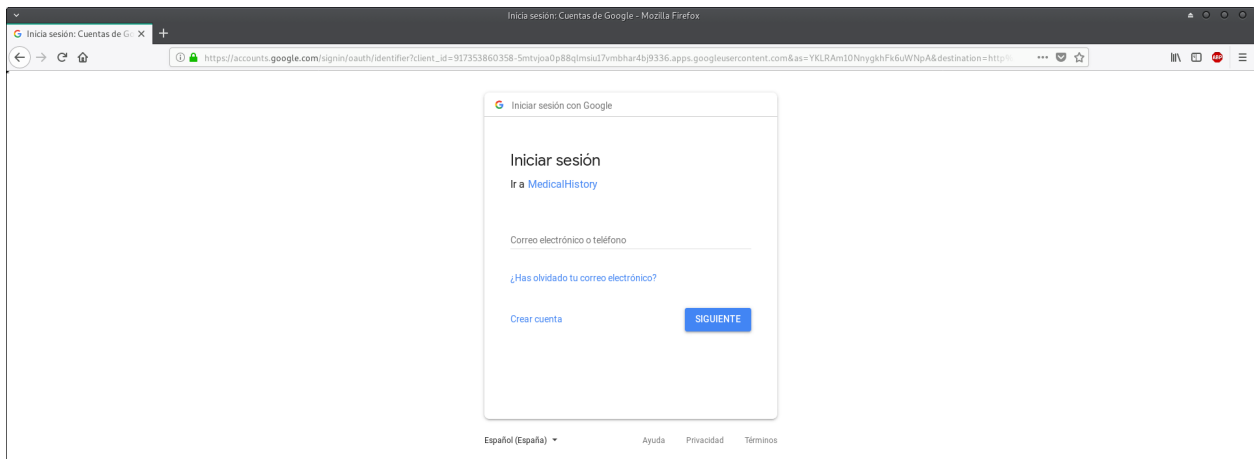 Inicia sesión: Cuentas de Google - Mozilla Firefox
Inicia sesión: Cuentas de Go
https://accounts.google.com/signin/oauth/identifier?client_id=917353860358-5mtvjoa0p88qlmsiu17vmbhar4bj9336.apps.googleusercontent.com&as=YKLRAm10NnygkhFk6uWNpA&destination=http%
ABP
Iniciar sesión con Google
Iniciar sesión
Ir a MedicalHistory
Correo electrónico o teléfono
¿Has olvidado tu correo electrónico?
Crear cuenta SIGUIENTE
Español (España) Ayuda Privacidad Términos